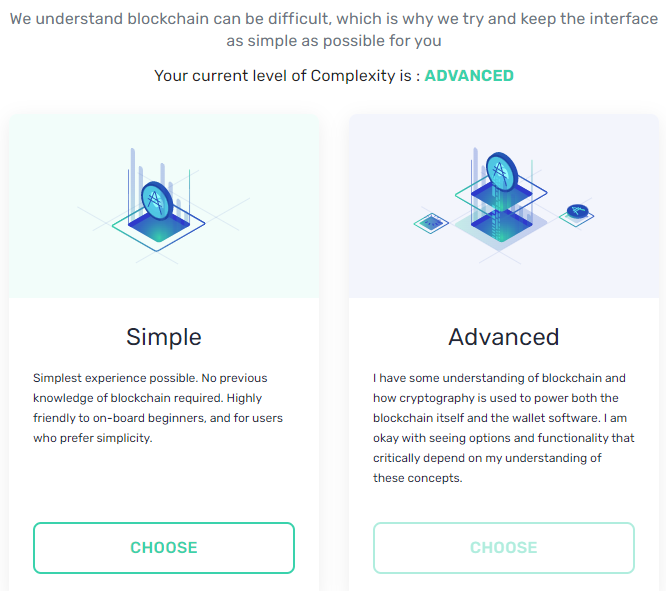 We understand blockchain can be difficult, which is why we try and keep the interface
as simple as possible for you
Your current level of Complexity is : ADVANCED
Simple
Simplest experience possible. No previous
knowledge of blockchain required. Highly
friendly to on-board beginners, and for users
who prefer simplicity.
CHOOSE
Advanced
I have some understanding of blockchain and
how cryptography is used to power both the
blockchain itself and the wallet software. I am
okay with seeing options and functionality that
critically depend on my understanding of
these concepts.
CHOOSE